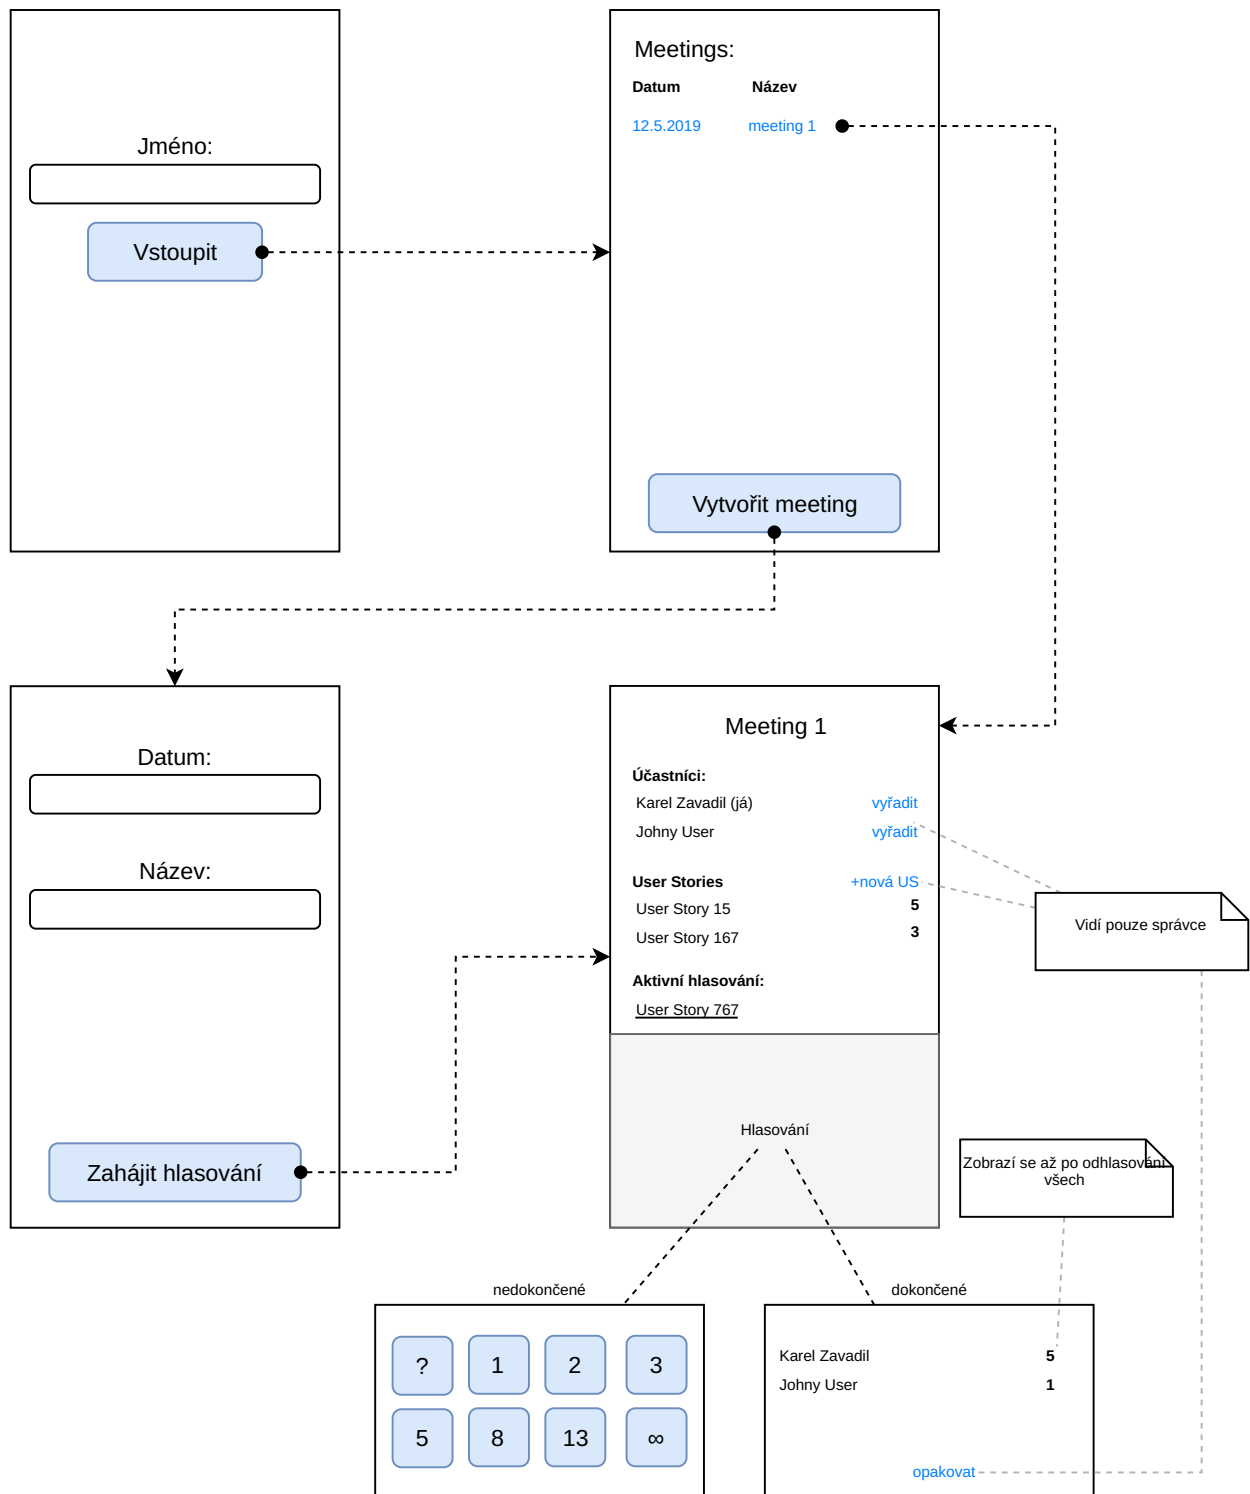 Jméno:
Vstoupit
Meetings:
Datum Název
12.5.2019 meeting 1
Vytvořit meeting
Datum:
Název:
Zahájit hlasování
Meeting 1
Účastníci:
Karel Zavadil (já) vyřadit
Johny User vyřadit
User Stories +nová US
User Story 15 5
User Story 167 3
Aktivní hlasování:
User Story 767
Hlasování
Vidí pouze správce
Zobrazí se až po odhlasování
všech
nedokončené
? 1 2 3
5 8 13 ∞
dokončené
Karel Zavadil 5
Johny User 1
opakovat